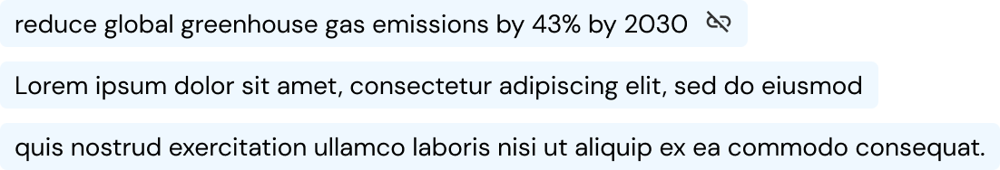 reduce global greenhouse gas emissions by 43% by 2030
Lorem ipsum dolor sit amet, consectetur adipiscing elit, sed do eiusmod
quis nostrud exercitation ullamco laboris nisi ut aliquip ex ea commodo consequat.